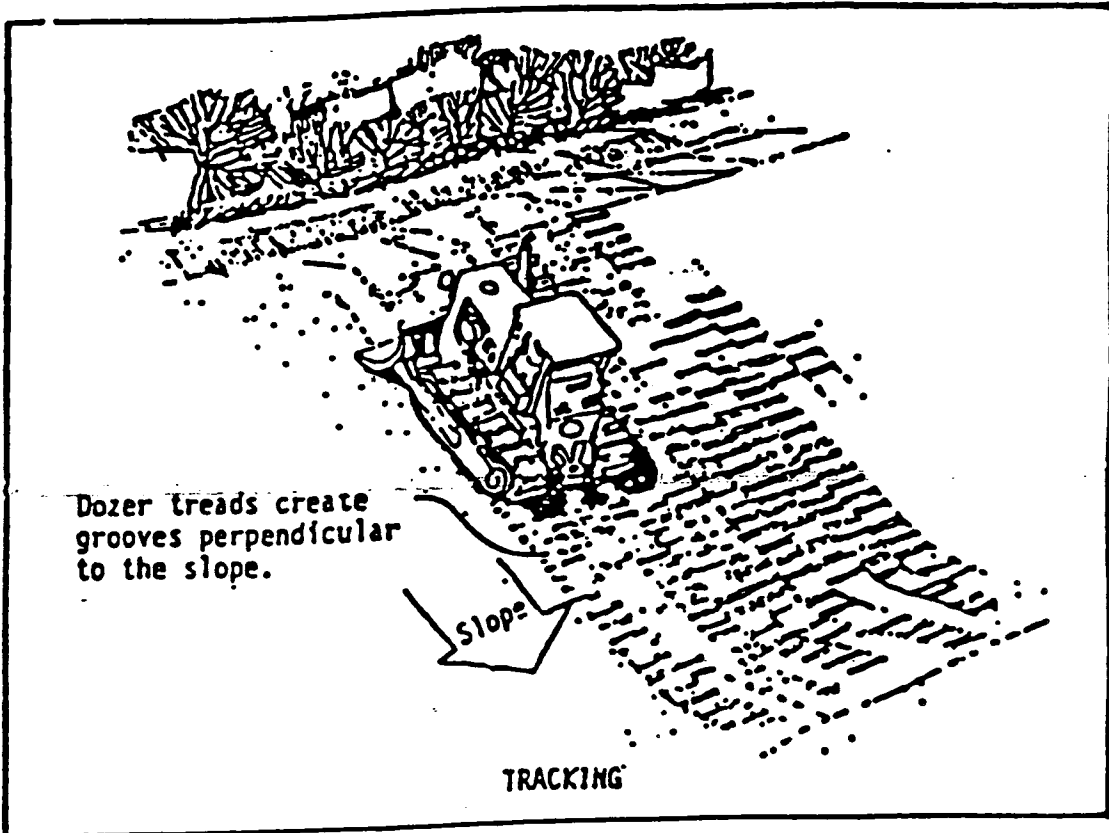 Dozer treads create
grooves perpendicular
to the slope.
Slope
TRACKING